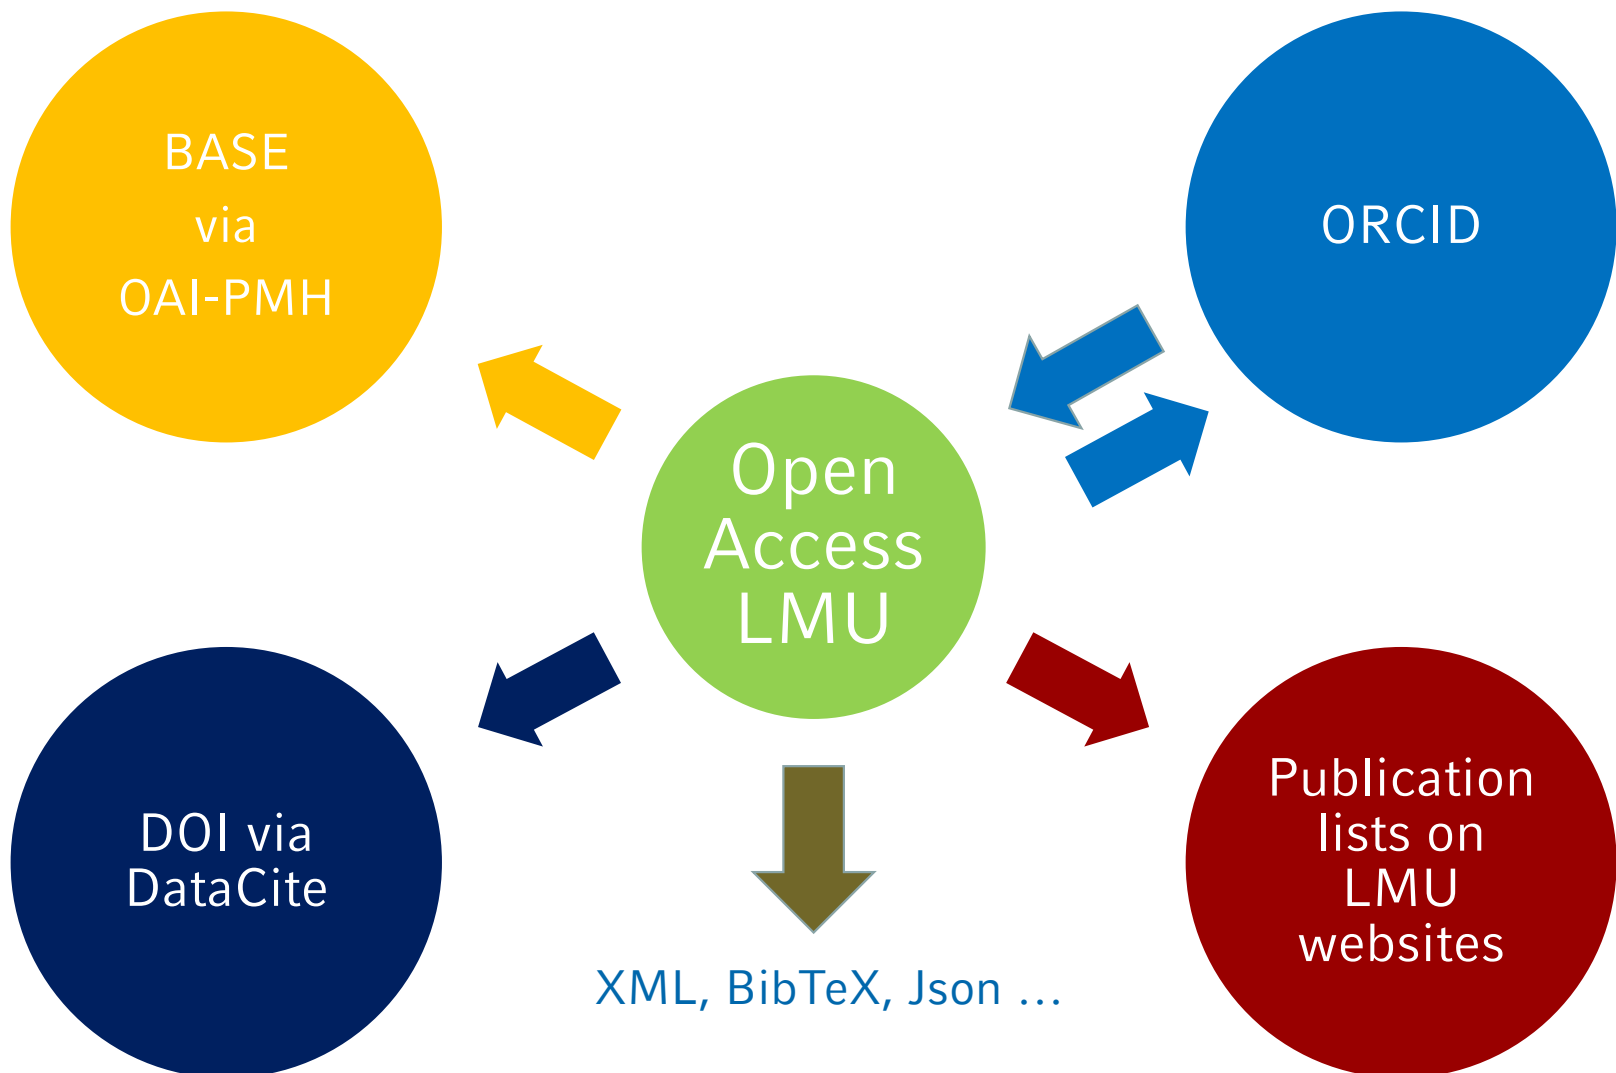 BASE
via
OAI-PMH
ORCID
Open
Access
LMU
DOI via
DataCite
Publication
lists on
LMU
websites
XML, BibTeX, Json …